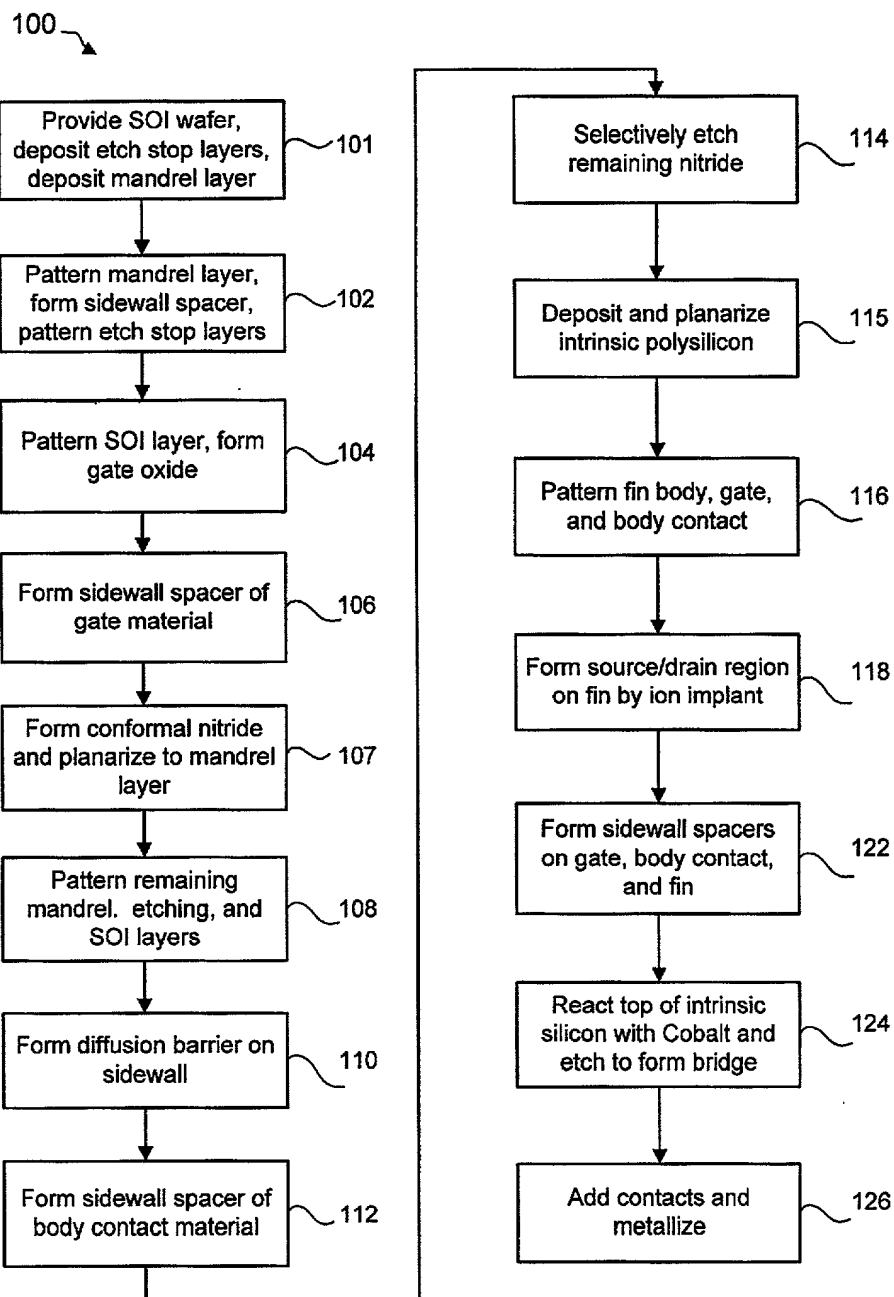 100
Provide SOI wafer,
deposit etch stop layers,
deposit mandrel layer
101
Pattern mandrel layer,
form sidewall spacer,
pattern etch stop layers
102
Pattern SOI layer, form
gate oxide
104
Form sidewall spacer of
gate material
106
Form conformal nitride
and planarize to mandrel
layer
107
Pattern remaining
mandrel. etching, and
SOI layers
108
Form diffusion barrier on
sidewall
110
Form sidewall spacer of
body contact material
112
Selectively etch
remaining nitride
114
Deposit and planarize
intrinsic polysilicon
115
Pattern fin body, gate,
and body contact
116
Form source/drain region
on fin by ion implant
118
Form sidewall spacers
on gate, body contact,
and fin
122
React top of intrinsic
silicon with Cobalt and
etch to form bridge
124
Add contacts and
metallize
126